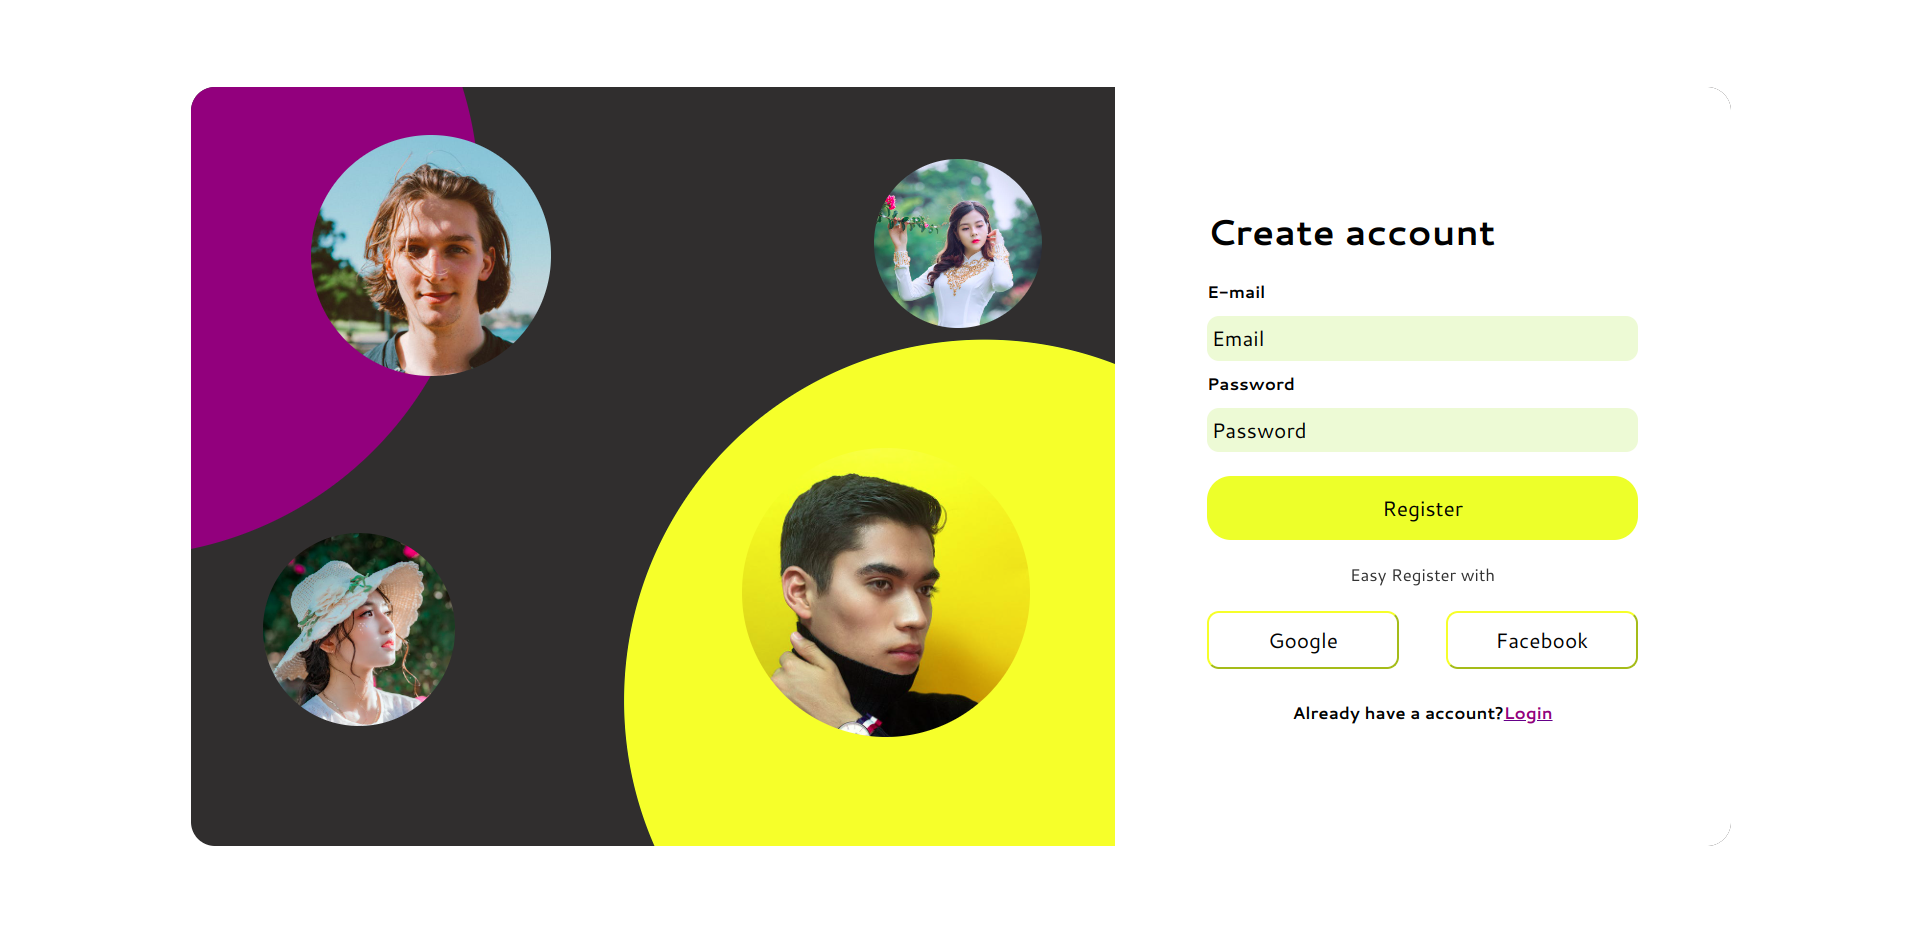 Create account
E-mail
Email
Password
Password
Register
Easy Register with
Google Facebook
Already have a account?Login